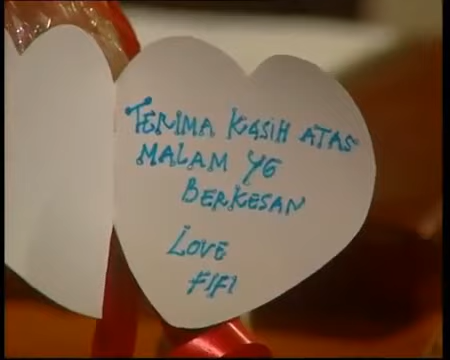 TERIMA KASIH ATAS
MALAM YG
BERKESAN
LOVE
FIFI